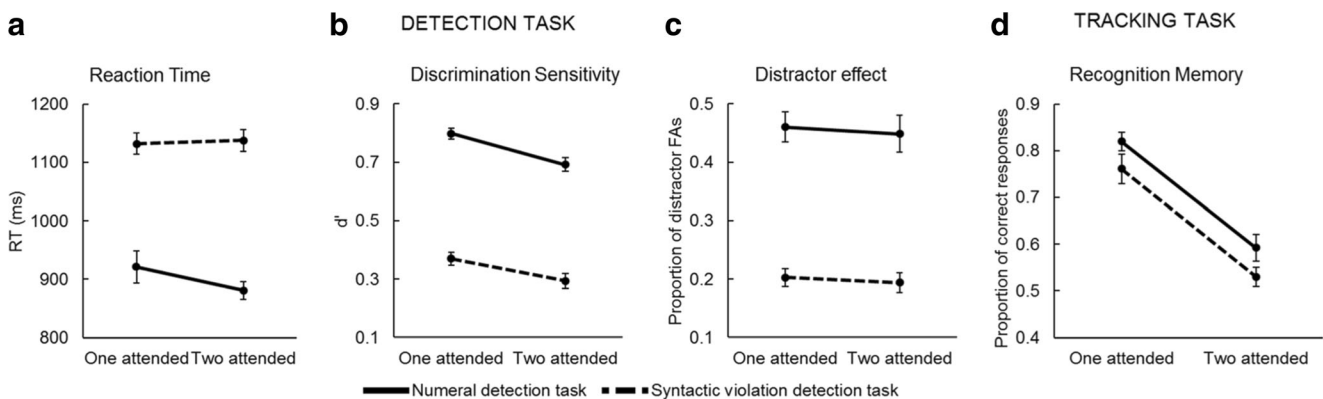 a
b
DETECTION TASK
c
d
TRACKING TASK
Reaction Time
Discrimination Sensitivity
Distractor effect
Recognition Memory
RT (ms)
1200
1100
1000
900
800
One attended Two attended
d'
0.9
0.7
0.5
0.3
0.1
One attended Two attended
Proportion of distractor FAs
0.5
0.4
0.3
0.2
0.1
One attended Two attended
Proportion of correct responses
0.9
0.8
0.7
0.6
0.5
0.4
One attended Two attended
Numeral detection task Syntactic violation detection task